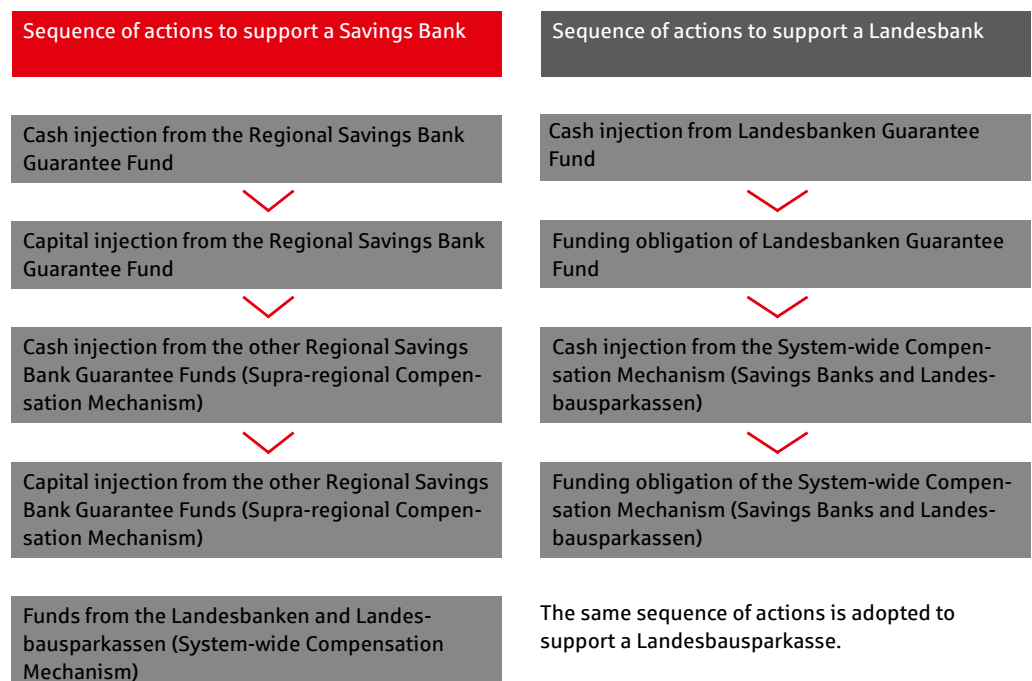 Sequence of actions to support a Savings Bank
Cash injection from the Regional Savings Bank
Guarantee Fund
Capital injection from the Regional Savings Bank
Guarantee Fund
Cash injection from the other Regional Savings
Bank Guarantee Funds (Supra-regional Compen-
sation Mechanism)
Capital injection from the other Regional Savings
Bank Guarantee Funds (Supra-regional Compen-
sation Mechanism)
Funds from the Landesbanken and Landes-
bausparkassen (System-wide Compensation
Mechanism)
Sequence of actions to support a Landesbank
Cash injection from Landesbanken Guarantee
Fund
Funding obligation of Landesbanken Guarantee
Fund
Cash injection from the System-wide Compen-
sation Mechanism (Savings Banks and Landes-
bausparkassen)
Funding obligation of the System-wide Compen-
sation Mechanism (Savings Banks and Landes-
bausparkassen)
The same sequence of actions is adopted to
support a Landesbausparkasse.